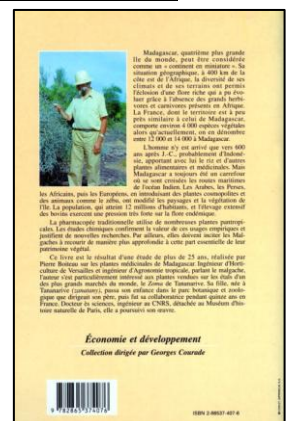 Madagascar, quatrième plus grande
île du monde, peut être considérée
comme un « continent en miniature ». Sa
situation géographique, à 400 km de la
côte est de l'Afrique, la diversité de ses
climats et de ses terrains ont permis
l'éclosion d'une flore riche qui a pu évo-
luer grâce à l'absence des grands herbi-
vores et carnivores présents en Afrique.
La France, dont le territoire est à peu
près similaire à celui de Madagascar,
comporte environ 4 000 espèces végétales
alors qu'actuellement, on en dénombre
entre 12 000 et 14 000 à Madagascar.
L'homme n'y est arrivé que vers 600
ans après J.-C., probablement d'Indoné-
sie, apportant avec lui le riz et d'autres
plantes alimentaires et médicinales. Mais
Madagascar a toujours été un carrefour
où se sont croisées les routes maritimes
de l'océan Indien. Les Arabes, les Perses,
les Africains, puis les Européens, en introduisant des plantes cosmopolites et
des animaux comme le zébu, ont modifié les paysages et la végétation de
l'île. La population, qui atteint 12 millions d'habitants, et l'élevage extensif
des bovins exercent une pression très forte sur la flore endémique.
La pharmacopée traditionnelle utilise de nombreuses plantes pantropi-
cales. Les études chimiques confirment la valeur de ces usages empiriques et
justifient de nouvelles recherches. Par ailleurs, elles doivent inciter les Mal-
gaches à recourir de manière plus approfondie à cette part essentielle de leur
patrimoine végétal.
Ce livre est le résultat d'une étude de plus de 25 ans, réalisée par
Pierre Boiteau sur les plantes médicinales de Madagascar. Ingénieur d'Horti-
culture de Versailles et ingénieur d'Agronomie tropicale, parlant le malgache,
l'auteur s'est particulièrement intéressé aux plantes vendues sur les étals d'un
des plus grands marchés du monde, le Zoma de Tananarive. Sa fille, née à
Tananarive, passa son enfance dans le parc botanique et zoolo-
gique que dirigeait son père, puis fut sa collaboratrice pendant quinze ans en
France. Docteur ès sciences, ingénieur au CNRS, détachée au Muséum d'His-
toire naturelle de Paris, elle a poursuivi son œuvre.
Économie et développement
Collection dirigée par Georges Courade
9 782865 374076
ISBN 2-86537-407-6